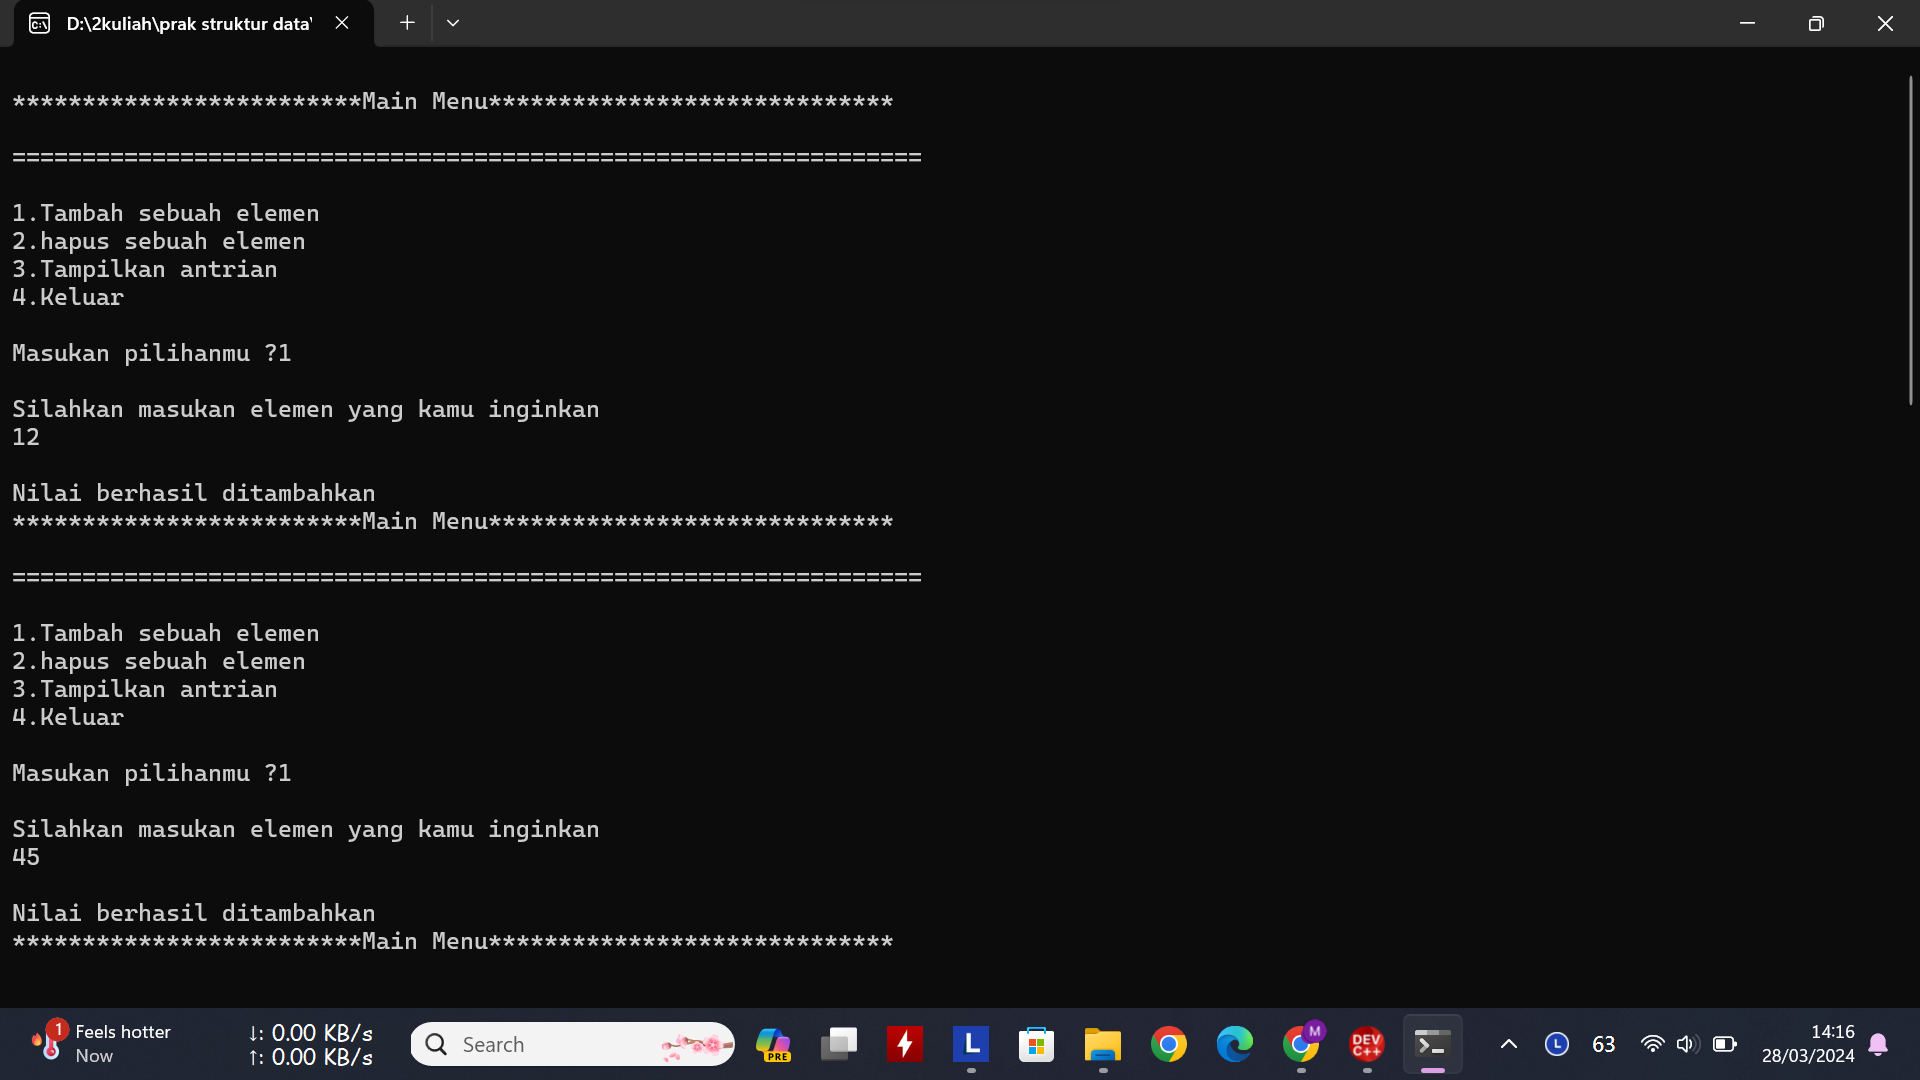 D:\2kuliah\prak struktur data\
**************************Main Menu*****************************
=================================================================
1.Tambah sebuah elemen
2.hapus sebuah elemen
3.Tampilkan antrian
4.Keluar
Masukan pilihanmu ?1
Silahkan masukan elemen yang kamu inginkan
12
Nilai berhasil ditambahkan
*************************Main Menu*****************************
=================================================================
1.Tambah sebuah elemen
2.hapus sebuah elemen
3.Tampilkan antrian
4.Keluar
Masukan pilihanmu ?1
Silahkan masukan elemen yang kamu inginkan
45
Nilai berhasil ditambahkan
*************************Main Menu*****************************
1
Feels hotter
Now
↓: 0.00 KB/s
↑: 0.00 KB/s
Search
PRE
L
M
DEV
C++
L
63
14:16
28/03/2024